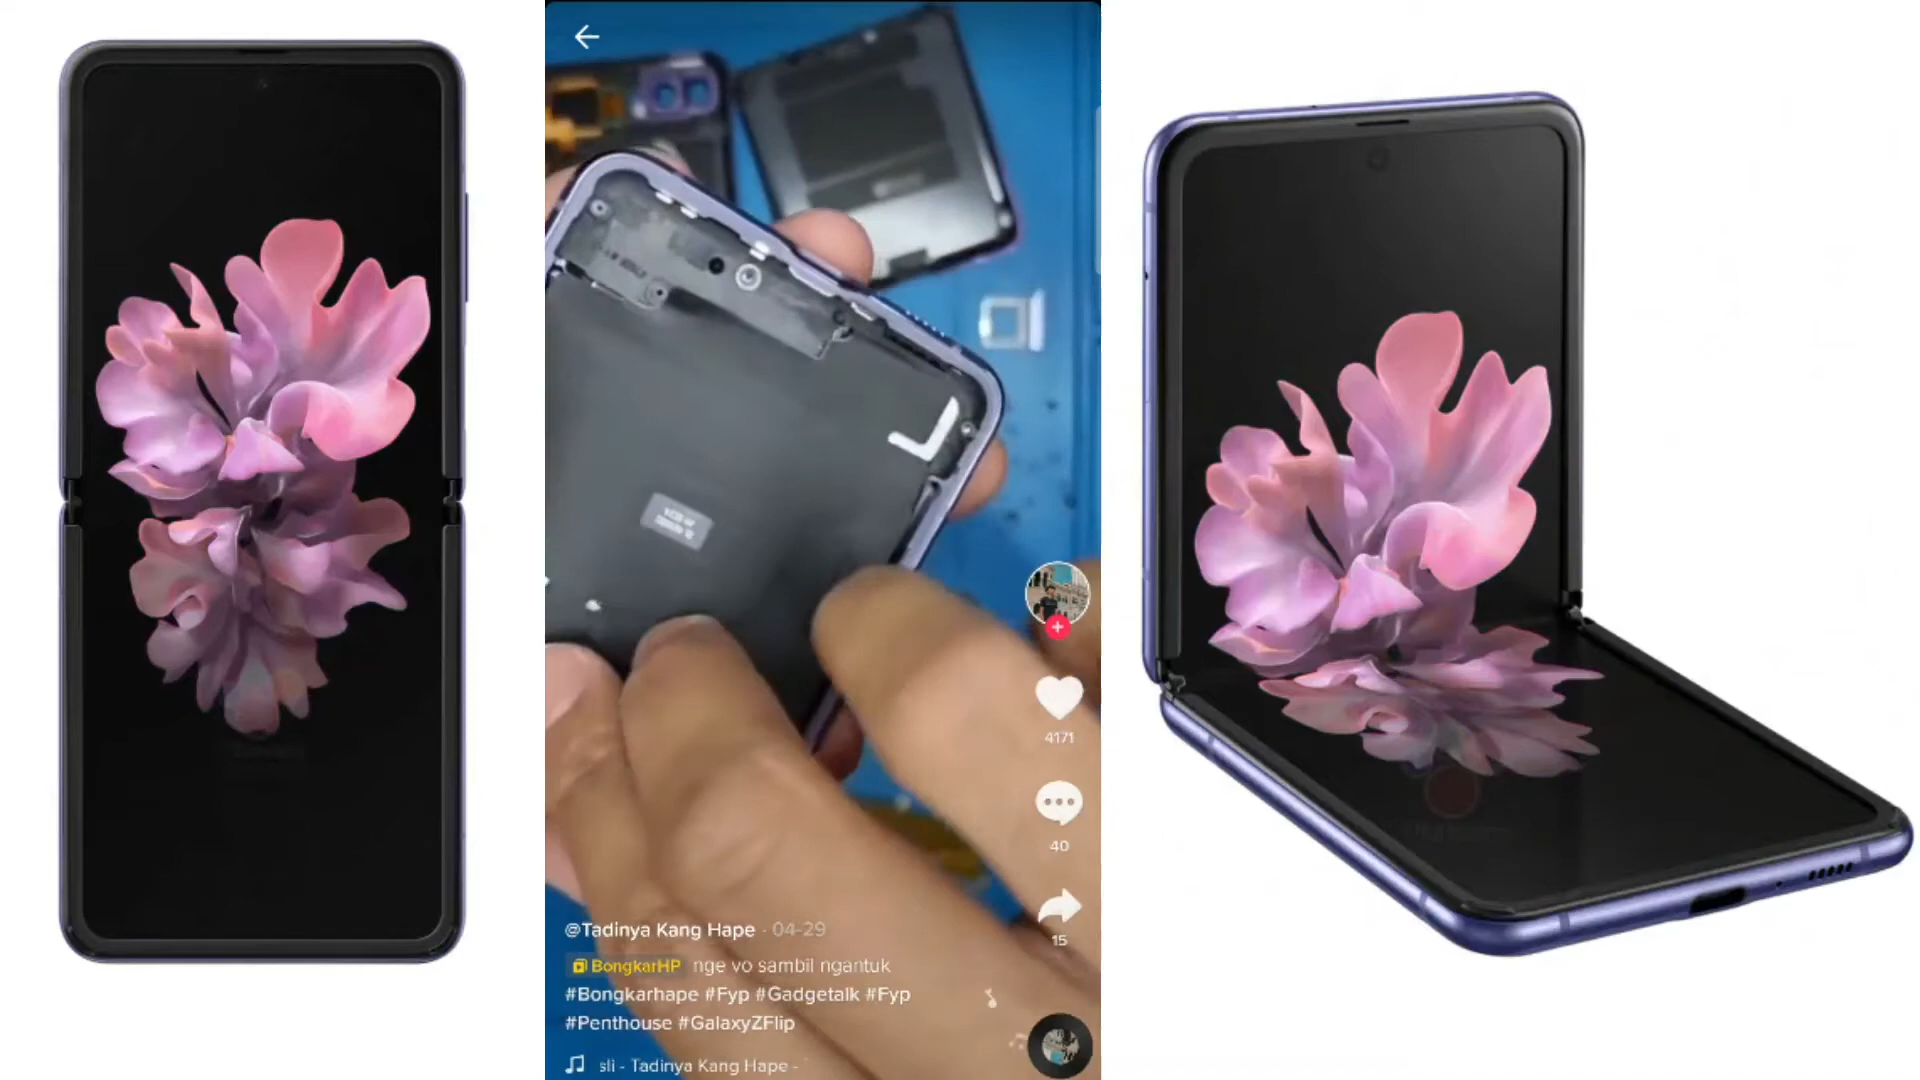 4171
40
15
@Tadinya Kang Hape · 04-29
BongkarHP nge vo sambil ngantuk
#Bongkarhape #Fyp #Gadgetalk #Fyp
#Penthouse #GalaxyZFlip
sli - Tadinya Kang Hape -